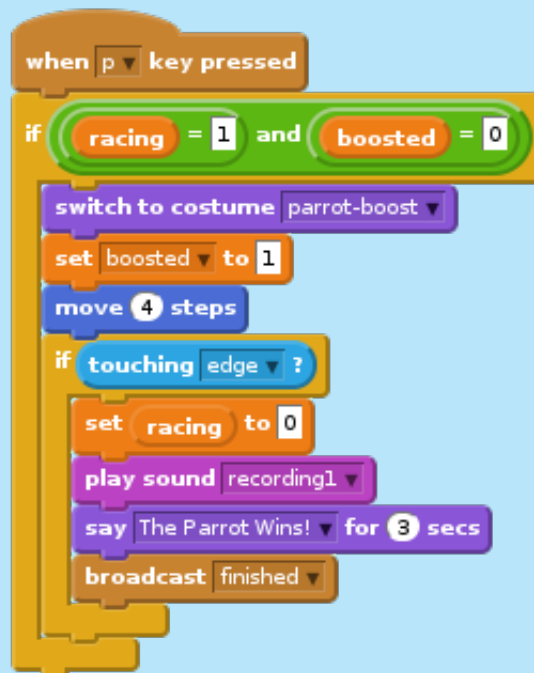 when p key pressed
if racing = 1 and boosted = 0
switch to costume parrot-boost
set boosted to 1
move 4 steps
if touching edge ?
set racing to 0
play sound recording1
say The Parrot Wins! for 3 secs
broadcast finished